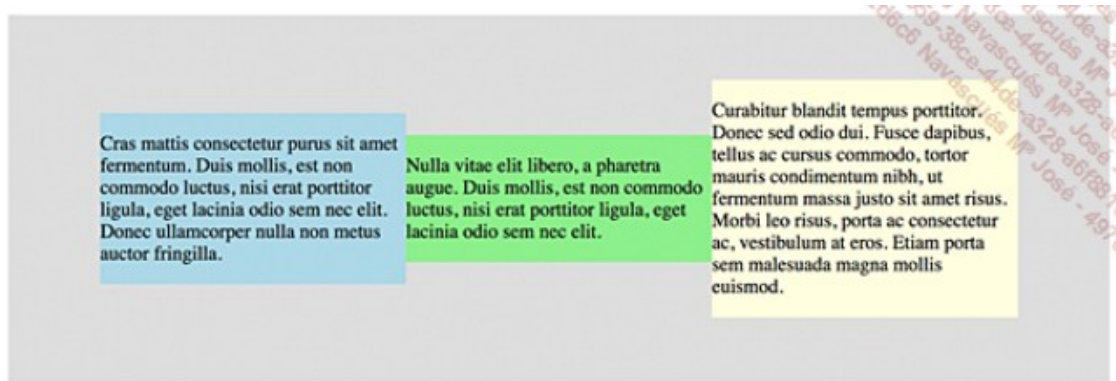 Cras mattis consectetur purus sit amet
fermentum. Duis mollis, est non
commodo luctus, nisi erat porttitor
ligula, eget lacinia odio sem nec elit.
Donec ullamcorper nulla non metus
auctor fringilla.
Nulla vitae elit libero, a pharetra
augue. Duis mollis, est non commodo
luctus, nisi erat porttitor ligula, eget
lacinia odio sem nec elit.
Curabitur blandit tempus porttitor.
Donec sed odio dui. Fusce dapibus,
tellus ac cursus commodo, tortor
mauris condimentum nibh, ut
fermentum massa justo sit amet risus.
Morbi leo risus, porta ac consectetur
ac, vestibulum at eros. Etiam porta
sem malesuada magna mollis
euismod.